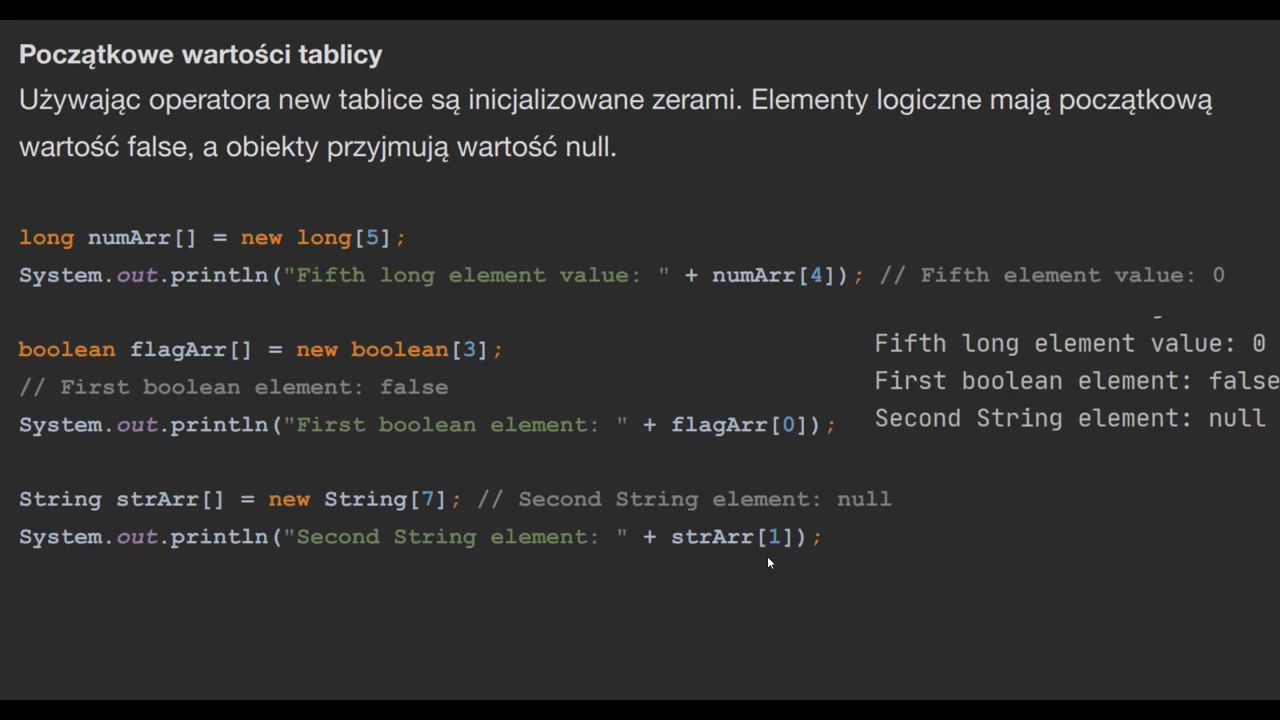 Początkowe wartości tablicy
Używając operatora new tablice są inicjalizowane zerami. Elementy logiczne mają początkową
wartość false, a obiekty przyjmują wartość null.
long numArr[] = new long[5];
System.out.println("Fifth long element value: " + numArr[4]); // Fifth element value: 0
boolean flagArr[] = new boolean[3];
// First boolean element: false
System.out.println("First boolean element: " + flagArr[0]);
String strArr[] = new String[7]; // Second String element: null
System.out.println("Second String element: " + strArr[1]);
Fifth long element value: 0
First boolean element: false
Second String element: null